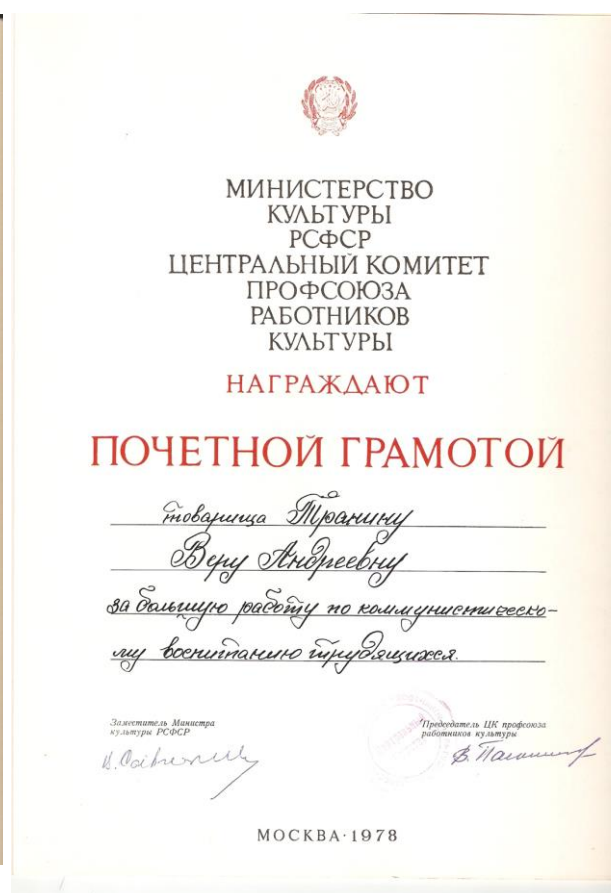 МИНИСТЕРСТВО
КУЛЬТУРЫ
РСФСР
ЦЕНТРАЛЬНЫЙ КОМИТЕТ
ПРОФСОЮЗА
РАБОТНИКОВ
КУЛЬТУРЫ
НАГРАЖДАЮТ
ПОЧЕТНОЙ ГРАМОТОЙ
товарища Транину
Веру Андреевну
за большую работу по коммунистическо-
му воспитанию трудящихся.
Заместитель Министра
культуры РСФСР
Председатель ЦК профсоюза
работников культуры
МОСКВА·1978